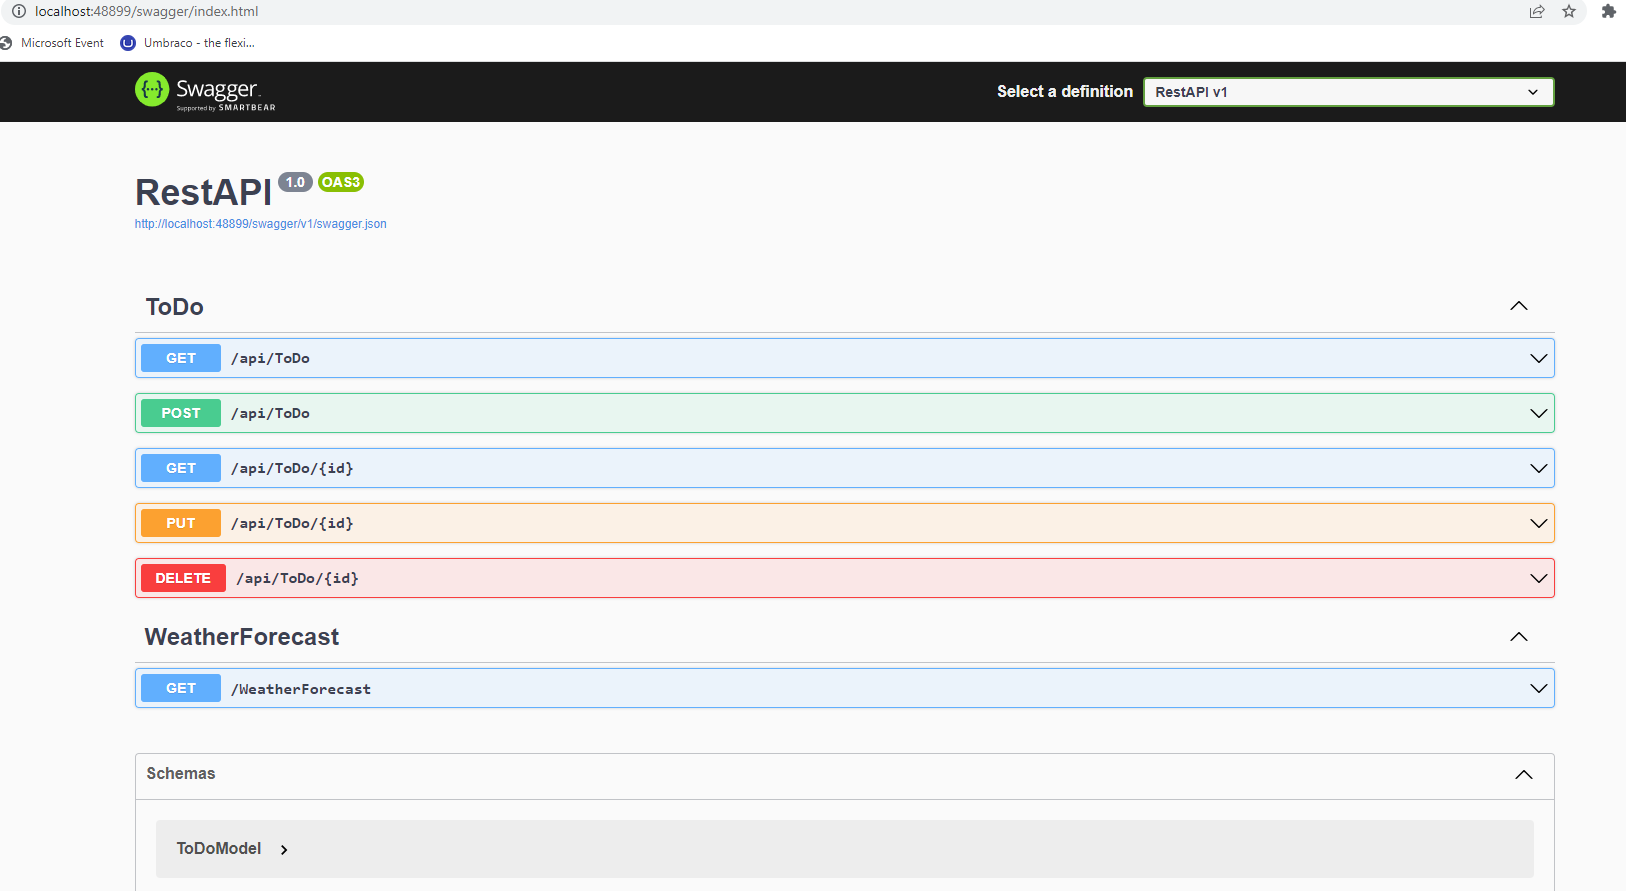 localhost:48899/swagger/index.html
Microsoft Event Umbraco - the flexi...
Swagger
Supported by SMARTBEAR
Select a definition RestAPI v1
RestAPI 1.0 OAS3
http://localhost:48899/swagger/v1/swagger.json
ToDo
GET /api/ToDo
POST /api/ToDo
GET /api/ToDo/{id}
PUT /api/ToDo/{id}
DELETE /api/ToDo/{id}
WeatherForecast
GET /WeatherForecast
Schemas
ToDoModel